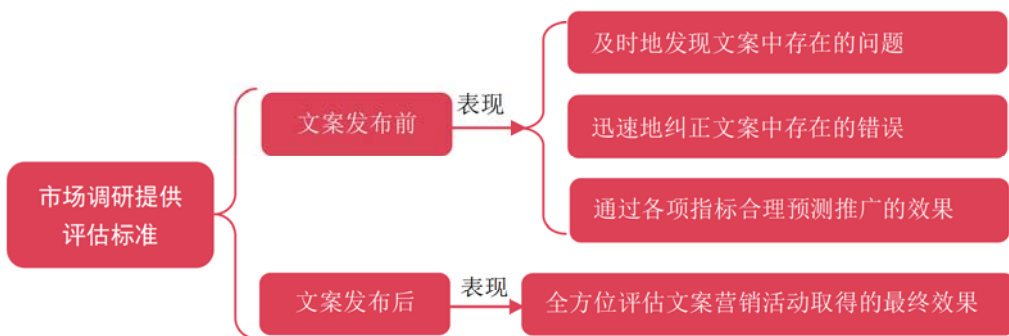 市场调研提供
评估标准
文案发布前
表现
及时地发现文案中存在的问题
迅速地纠正文案中存在的错误
通过各项指标合理预测推广的效果
文案发布后
表现
全方位评估文案营销活动取得的最终效果